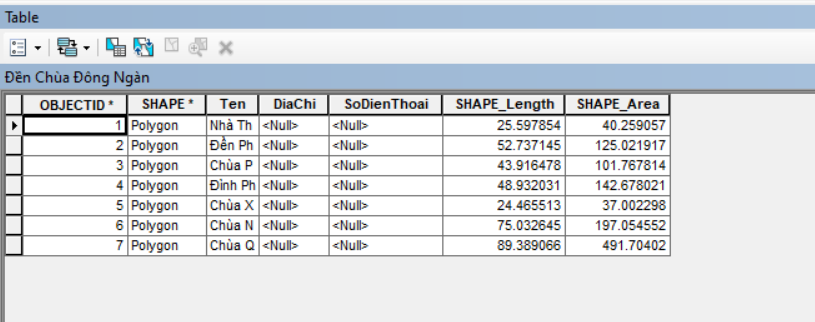 Table
Đền Chùa Đông Ngàn
OBJECTID * SHAPE * Ten DiaChi SoDienThoai SHAPE_Length SHAPE_Area
1 Polygon Nhà Th <Null> <Null> 25.597854 40.259057
2 Polygon Đền Ph <Null> <Null> 52.737145 125.021917
3 Polygon Chùa P <Null> <Null> 43.916478 101.767814
4 Polygon Đình Ph <Null> <Null> 48.932031 142.678021
5 Polygon Chùa X <Null> <Null> 24.465513 37.002298
6 Polygon Chùa N <Null> <Null> 75.032645 197.054552
7 Polygon Chùa Q <Null> <Null> 89.389066 491.70402